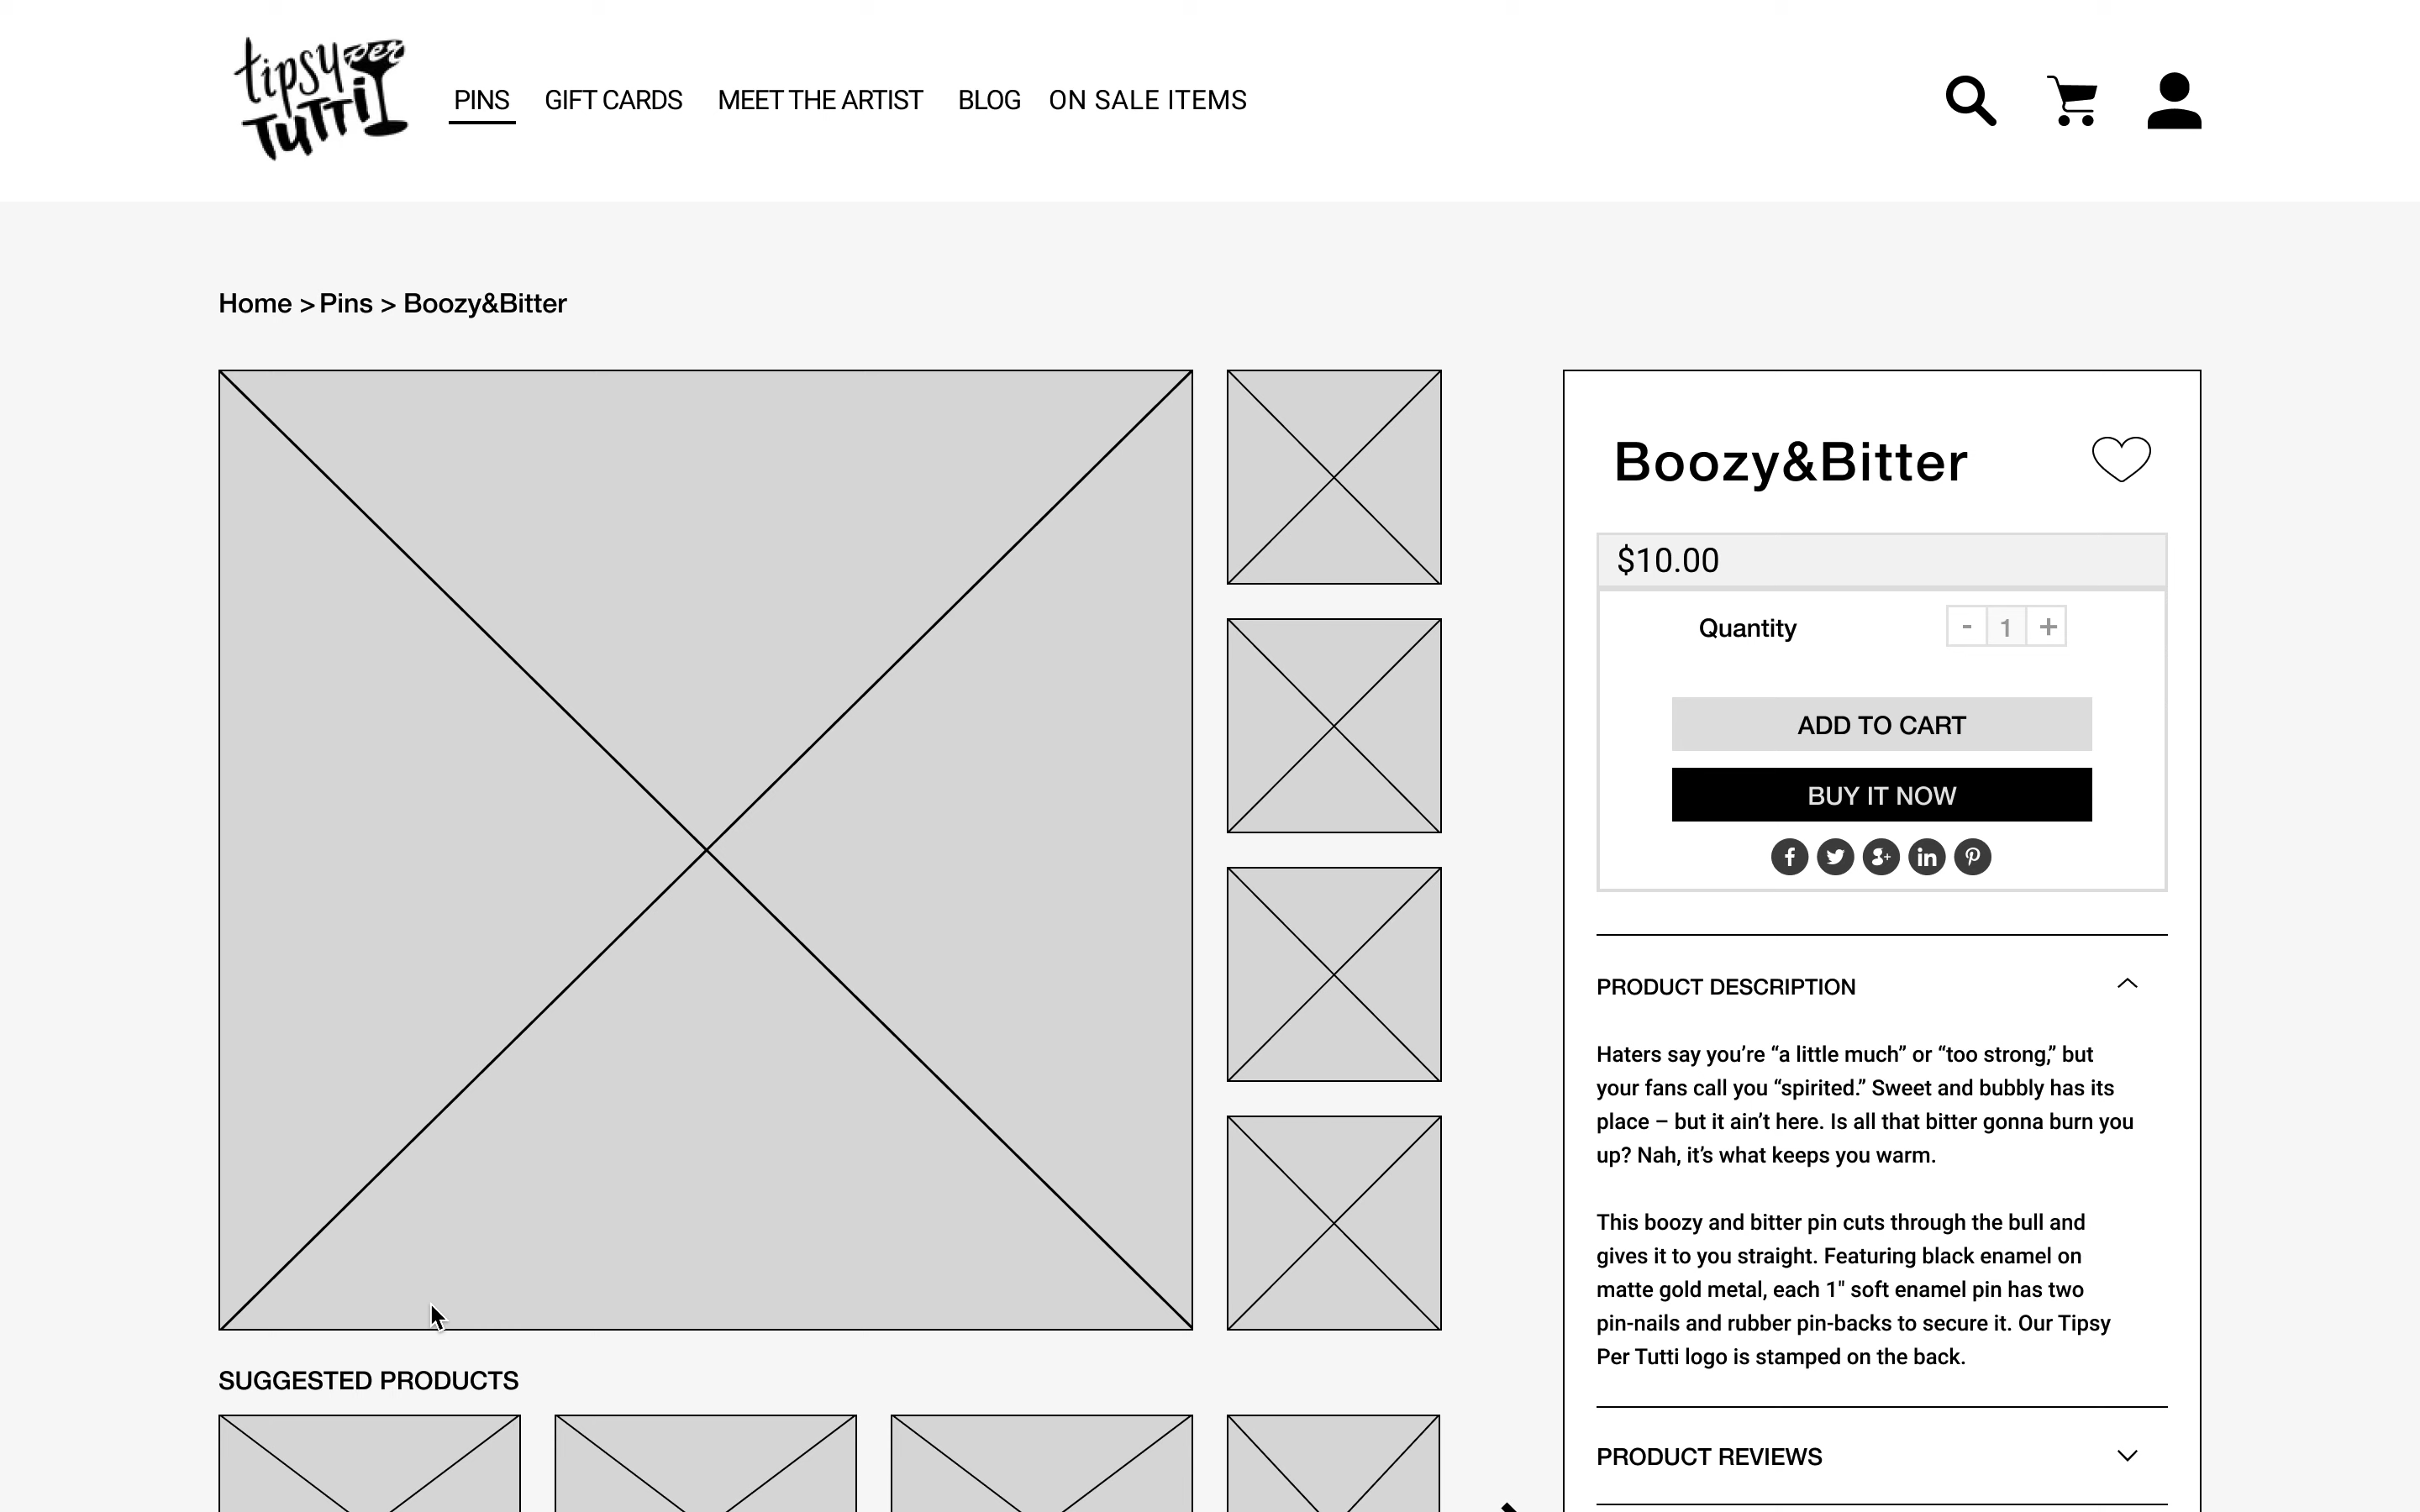 tipsy per
TUTTI
PINS GIFT CARDS MEET THE ARTIST BLOG ON SALE ITEMS
Home > Pins > Boozy&Bitter
Boozy&Bitter
$10.00
Quantity - 1 +
ADD TO CART
BUY IT NOW
PRODUCT DESCRIPTION
Haters say you’re “a little much” or “too strong,” but
your fans call you “spirited.” Sweet and bubbly has its
place – but it ain’t here. Is all that bitter gonna burn you
up? Nah, it’s what keeps you warm.
This boozy and bitter pin cuts through the bull and
gives it to you straight. Featuring black enamel on
matte gold metal, each 1" soft enamel pin has two
pin-nails and rubber pin-backs to secure it. Our Tipsy
Per Tutti logo is stamped on the back.
PRODUCT REVIEWS
SUGGESTED PRODUCTS